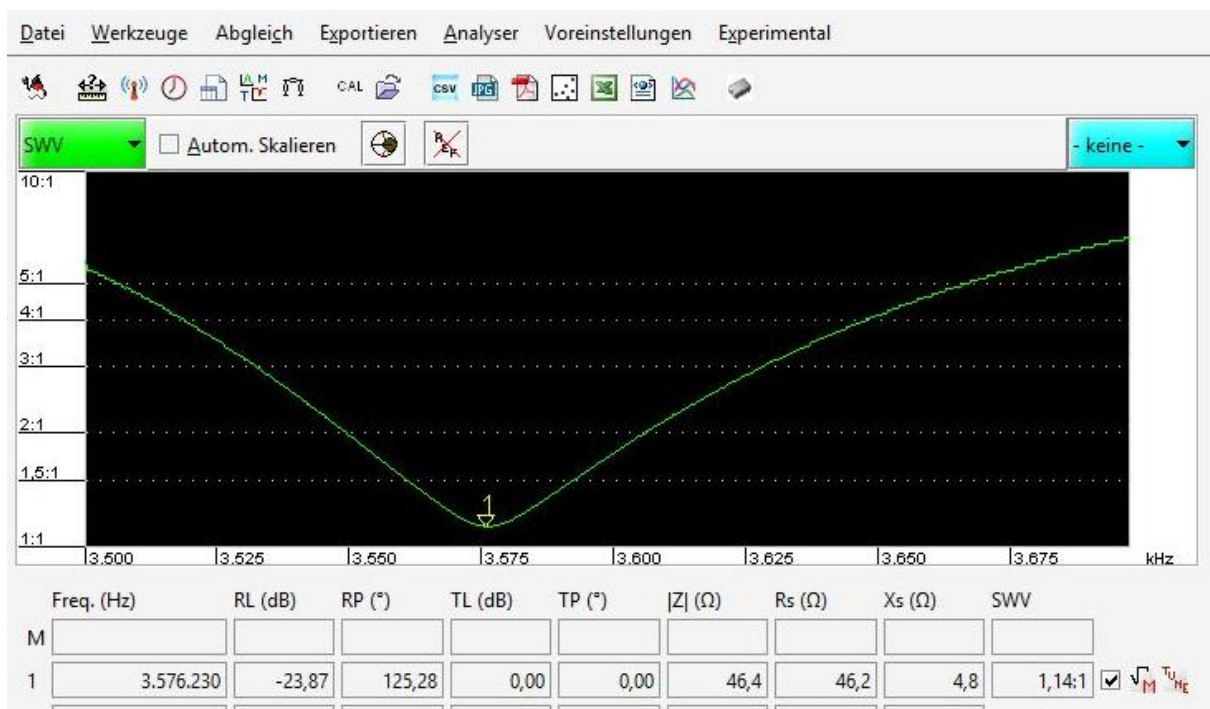 Datei Werkzeuge Abgleich Exportieren Analyser Voreinstellungen Experimental
CAL CSV JPG
SWV Autom. Skalieren REF - keine -
10:1
5:1
4:1
3:1
2:1
1,5:1
1
1:1
3.500 3.525 3.550 3.575 3.600 3.625 3.650 3.675 kHz
Freq. (Hz) RL (dB) RP (°) TL (dB) TP (°) |Z| (Ω) Rs (Ω) Xs (Ω) SWV
M
1 3.576.230 -23,87 125,28 0,00 0,00 46,4 46,2 4,8 1,14:1 M TUNE